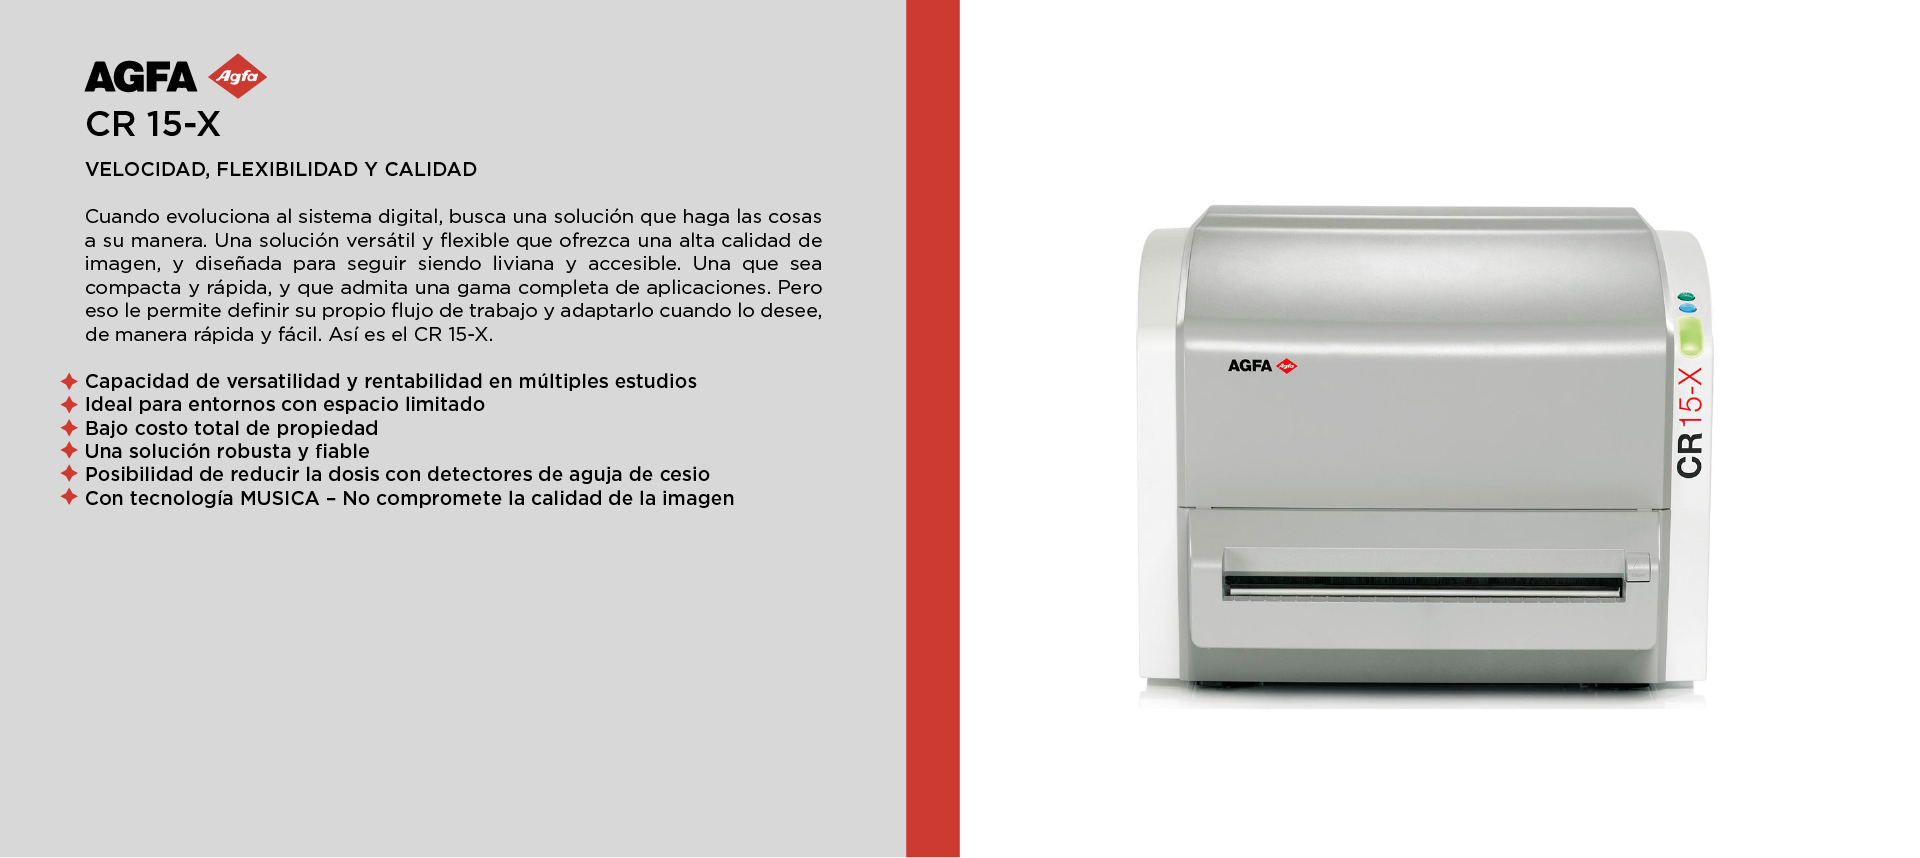 AGFA Agfa
CR 15-X
VELOCIDAD, FLEXIBILIDAD Y CALIDAD
Cuando evoluciona al sistema digital, busca una solución que haga las cosas
a su manera. Una solución versátil y flexible que ofrezca una alta calidad de
imagen, y diseñada para seguir siendo liviana y accesible. Una que sea
compacta y rápida, y que admita una gama completa de aplicaciones. Pero
eso le permite definir su propio flujo de trabajo y adaptarlo cuando lo desee,
de manera rápida y fácil. Así es el CR 15-X.
Capacidad de versatilidad y rentabilidad en múltiples estudios
Ideal para entornos con espacio limitado
Bajo costo total de propiedad
Una solución robusta y fiable
Posibilidad de reducir la dosis con detectores de aguja de cesio
Con tecnología MUSICA – No compromete la calidad de la imagen
AGFA Agfa
CR 15-X